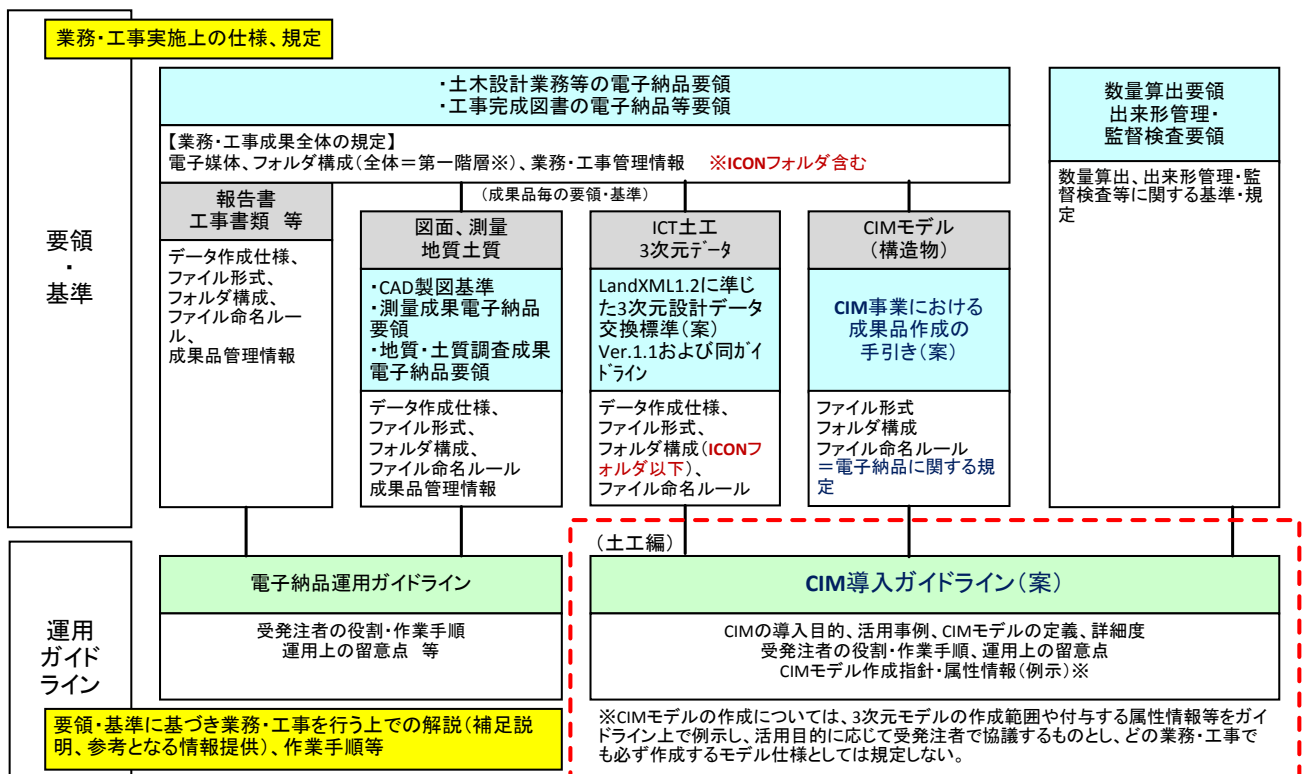 業務・工事実施上の仕様、規定
要領
・
基準
・土木設計業務等の電子納品要領
・工事完成図書の電子納品等要領
【業務・工事成果全体の規定】
電子媒体、フォルダ構成(全体=第一階層※)、業務・工事管理情報　※ICONフォルダ含む
(成果品毎の要領・基準)
報告書
工事書類　等
データ作成仕様、
ファイル形式、
フォルダ構成、
ファイル命名ルー
ル、
成果品管理情報
図面、測量
地質土質
・CAD製図基準
・測量成果電子納品
要領
・地質・土質調査成果
電子納品要領
データ作成仕様、
ファイル形式、
フォルダ構成、
ファイル命名ルール
成果品管理情報
ICT土工
3次元ﾃﾞｰﾀ
LandXML1.2に準じ
た3次元設計データ
交換標準(案)
Ver.1.1および同ｶﾞｲ
ﾄﾞﾗｲﾝ
データ作成仕様、
ファイル形式、
フォルダ構成(ICONフ
ォルダ以下)、
ファイル命名ルール
CIMモデル
(構造物)
CIM事業における
成果品作成の
手引き(案)
ファイル形式
フォルダ構成
ファイル命名ルール
=電子納品に関する規
定
数量算出要領
出来形管理・
監督検査要領
数量算出、出来形管理・監
督検査等に関する基準・規
定
運用
ガイド
ライン
電子納品運用ガイドライン
受発注者の役割・作業手順
運用上の留意点　等
(土工編)
CIM導入ガイドライン(案)
CIMの導入目的、活用事例、CIMモデルの定義、詳細度
受発注者の役割・作業手順、運用上の留意点
CIMモデル作成指針・属性情報(例示)※
要領・基準に基づき業務・工事を行う上での解説(補足説
明、参考となる情報提供)、作業手順等
※CIMモデルの作成については、3次元モデルの作成範囲や付与する属性情報等をガイ
ドライン上で例示し、活用目的に応じて受発注者で協議するものとし、どの業務・工事で
も必ず作成するモデル仕様としては規定しない。